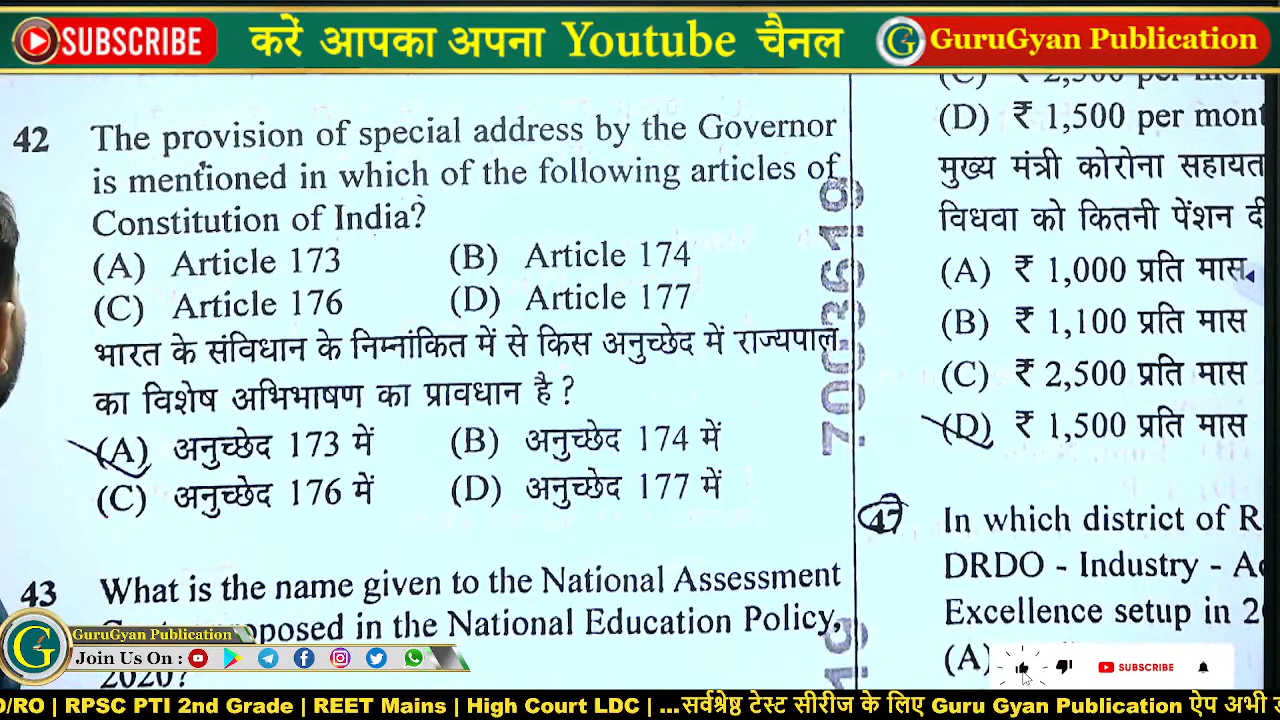 SUBSCRIBE करें आपका अपना Youtube चैनल GuruGyan Publication
42 The provision of special address by the Governor
is mentioned in which of the following articles of
Constitution of India?
(A) Article 173 (B) Article 174
(C) Article 176 (D) Article 177
भारत के संविधान के निम्नांकित में से किस अनुच्छेद में राज्यपाल
का विशेष अभिभाषण का प्रावधान है ?
(A) अनुच्छेद 173 में (B) अनुच्छेद 174 में
(C) अनुच्छेद 176 में (D) अनुच्छेद 177 में
43 What is the name given to the National Assessment
in the National Education Policy,
2020?
7003619
19
(D) ₹ 1,500 per mont
मुख्य मंत्री कोरोना सहायत
विधवा को कितनी पेंशन दी
(A) ₹ 1,000 प्रति मास
(B) ₹ 1,100 प्रति मास
(C) ₹ 2,500 प्रति मास
(D) ₹ 1,500 प्रति मास
47 In which district of R
DRDO - Industry - Ac
Excellence setup in 2
(A)
GuruGyan Publication
Join Us On :
SUBSCRIBE
O/RO | RPSC PTI 2nd Grade | REET Mains | High Court LDC | ...सर्वश्रेष्ठ टेस्ट सीरीज के लिए Guru Gyan Publication ऐप अभी